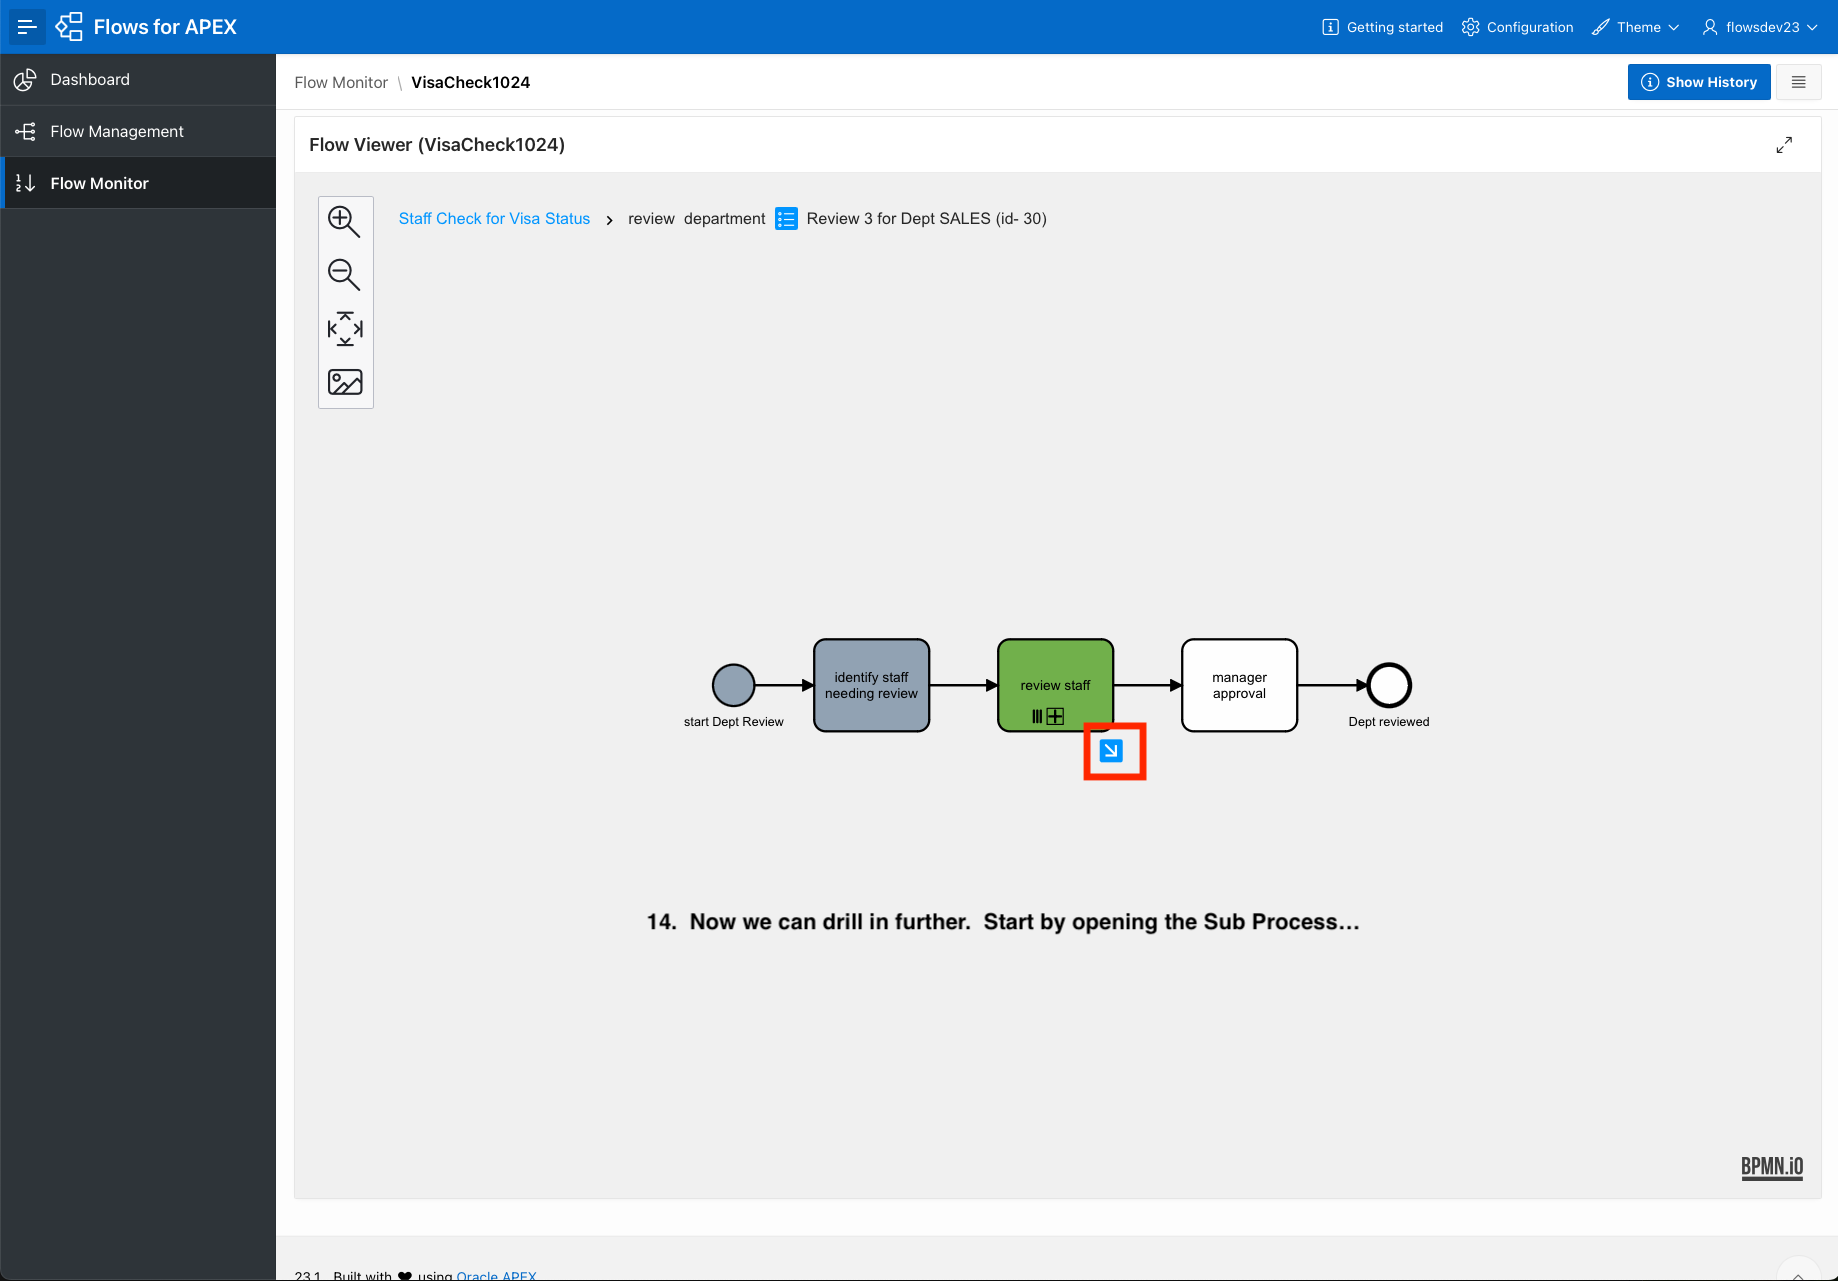 Flows for APEX
Getting started
Configuration
Theme
flowsdev23
Dashboard
Flow Management
Flow Monitor
Flow Monitor \ VisaCheck1024
Show History
Flow Viewer (VisaCheck1024)
Staff Check for Visa Status > review department Review 3 for Dept SALES (id- 30)
start Dept Review
identify staff
needing review
review staff
manager
approval
Dept reviewed
14. Now we can drill in further. Start by opening the Sub Process...
BPMN.iO
23.1 Built with ♥ using Oracle APEX